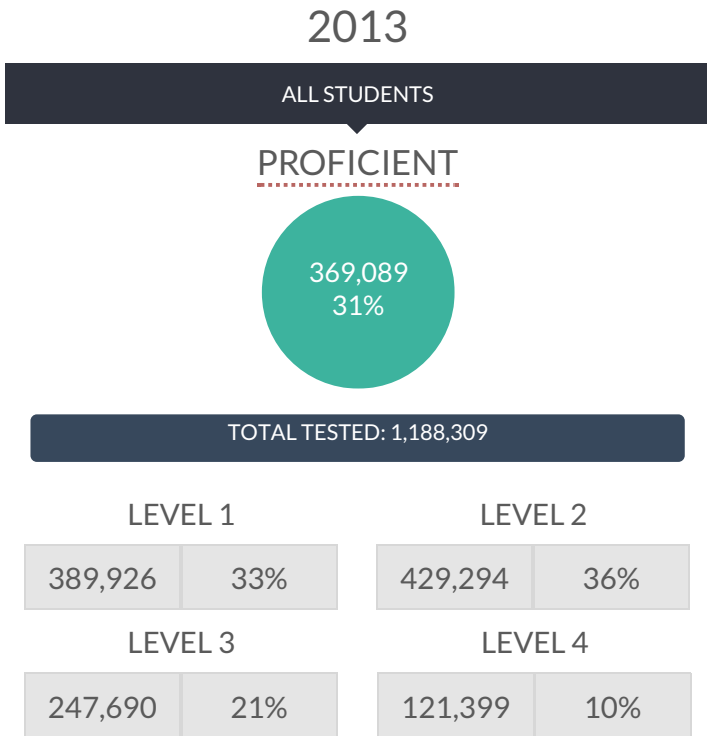 2013
ALL STUDENTS
PROFICIENT
369,089
31%
TOTAL TESTED: 1,188,309
LEVEL 1 LEVEL 2
389,926 33% 429,294 36%
LEVEL 3 LEVEL 4
247,690 21% 121,399 10%